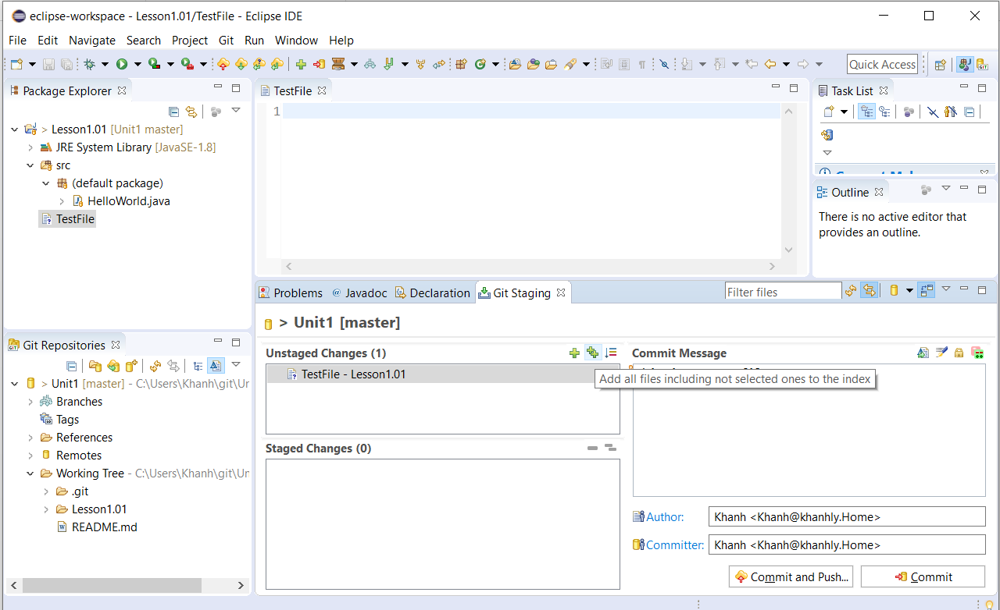 eclipse-workspace - Lesson1.01/TestFile - Eclipse IDE
File Edit Navigate Search Project Git Run Window Help
Quick Access
Package Explorer
> Lesson1.01 [Unit1 master]
JRE System Library [JavaSE-1.8]
src
(default package)
HelloWorld.java
TestFile
TestFile
1
Task List
Outline
There is no active editor that
provides an outline.
Git Repositories
> Unit1 [master] - C:\Users\Khanh\git\Un
Branches
Tags
References
Remotes
Working Tree - C:\Users\Khanh\git\Un
.git
Lesson1.01
README.md
Problems @ Javadoc Declaration Git Staging
Filter files
> Unit1 [master]
Unstaged Changes (1)
TestFile - Lesson1.01
Staged Changes (0)
Commit Message
Add all files including not selected ones to the index
Author: Khanh <Khanh@khanhly.Home>
Committer: Khanh <Khanh@khanhly.Home>
Commit and Push...
Commit